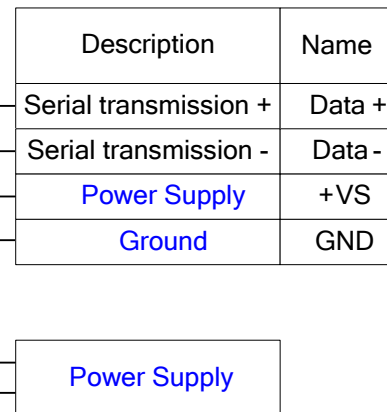 Description Name
Serial transmission + Data +
Serial transmission - Data -
Power Supply +VS
Ground GND
Power Supply